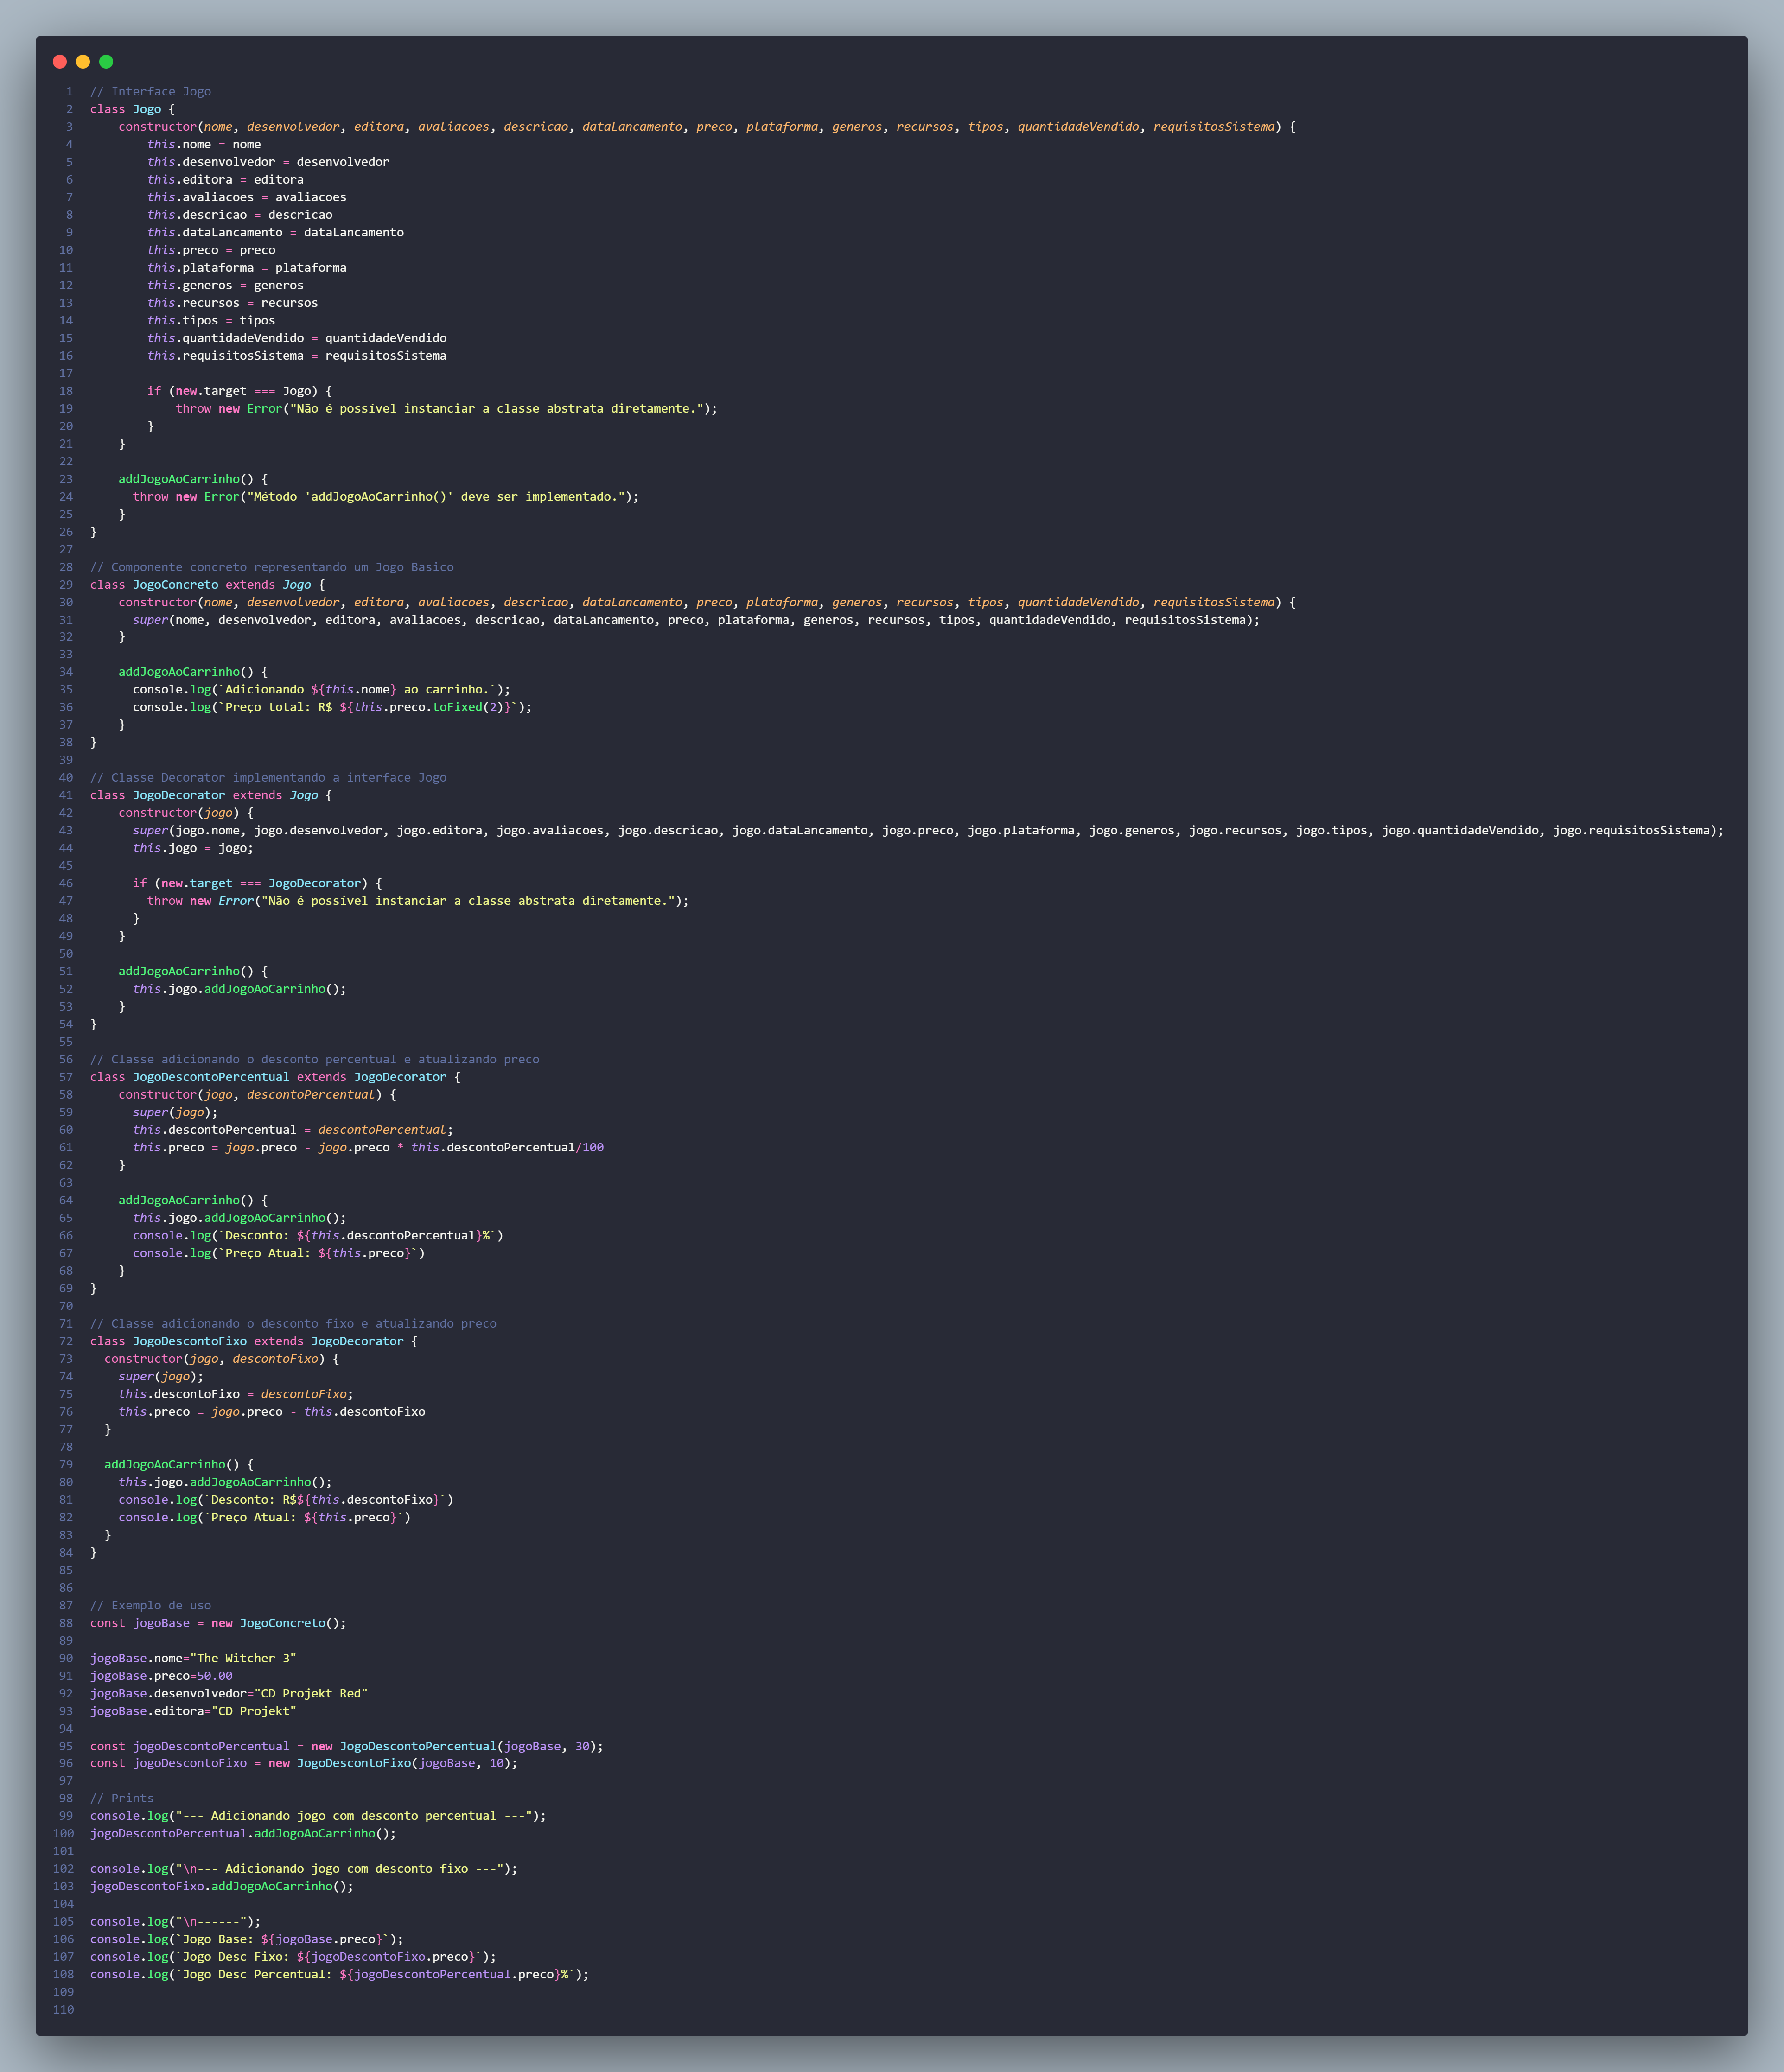 1 // Interface Jogo
2 class Jogo {
3     constructor(nome, desenvolvedor, editora, avaliacoes, descricao, dataLancamento, preco, plataforma, generos, recursos, tipos, quantidadeVendido, requisitosSistema) {
4         this.nome = nome
5         this.desenvolvedor = desenvolvedor
6         this.editora = editora
7         this.avaliacoes = avaliacoes
8         this.descricao = descricao
9         this.dataLancamento = dataLancamento
10         this.preco = preco
11         this.plataforma = plataforma
12         this.generos = generos
13         this.recursos = recursos
14         this.tipos = tipos
15         this.quantidadeVendido = quantidadeVendido
16         this.requisitosSistema = requisitosSistema
17
18         if (new.target === Jogo) {
19             throw new Error("Não é possível instanciar a classe abstrata diretamente.");
20         }
21     }
22
23     addJogoAoCarrinho() {
24       throw new Error("Método 'addJogoAoCarrinho()' deve ser implementado.");
25     }
26 }
27
28 // Componente concreto representando um Jogo Basico
29 class JogoConcreto extends Jogo {
30     constructor(nome, desenvolvedor, editora, avaliacoes, descricao, dataLancamento, preco, plataforma, generos, recursos, tipos, quantidadeVendido, requisitosSistema) {
31       super(nome, desenvolvedor, editora, avaliacoes, descricao, dataLancamento, preco, plataforma, generos, recursos, tipos, quantidadeVendido, requisitosSistema);
32     }
33
34     addJogoAoCarrinho() {
35       console.log(`Adicionando ${this.nome} ao carrinho.`);
36       console.log(`Preço total: R$ ${this.preco.toFixed(2)}`);
37     }
38 }
39
40 // Classe Decorator implementando a interface Jogo
41 class JogoDecorator extends Jogo {
42     constructor(jogo) {
43       super(jogo.nome, jogo.desenvolvedor, jogo.editora, jogo.avaliacoes, jogo.descricao, jogo.dataLancamento, jogo.preco, jogo.plataforma, jogo.generos, jogo.recursos, jogo.tipos, jogo.quantidadeVendido, jogo.requisitosSistema);
44       this.jogo = jogo;
45
46       if (new.target === JogoDecorator) {
47         throw new Error("Não é possível instanciar a classe abstrata diretamente.");
48       }
49     }
50
51     addJogoAoCarrinho() {
52       this.jogo.addJogoAoCarrinho();
53     }
54 }
55
56 // Classe adicionando o desconto percentual e atualizando preco
57 class JogoDescontoPercentual extends JogoDecorator {
58     constructor(jogo, descontoPercentual) {
59       super(jogo);
60       this.descontoPercentual = descontoPercentual;
61       this.preco = jogo.preco - jogo.preco * this.descontoPercentual/100
62     }
63
64     addJogoAoCarrinho() {
65       this.jogo.addJogoAoCarrinho();
66       console.log(`Desconto: ${this.descontoPercentual}%`)
67       console.log(`Preço Atual: ${this.preco}`)
68     }
69 }
70
71 // Classe adicionando o desconto fixo e atualizando preco
72 class JogoDescontoFixo extends JogoDecorator {
73   constructor(jogo, descontoFixo) {
74     super(jogo);
75     this.descontoFixo = descontoFixo;
76     this.preco = jogo.preco - this.descontoFixo
77   }
78
79   addJogoAoCarrinho() {
80     this.jogo.addJogoAoCarrinho();
81     console.log(`Desconto: R$${this.descontoFixo}`)
82     console.log(`Preço Atual: ${this.preco}`)
83   }
84 }
85
86
87 // Exemplo de uso
88 const jogoBase = new JogoConcreto();
89
90 jogoBase.nome="The Witcher 3"
91 jogoBase.preco=50.00
92 jogoBase.desenvolvedor="CD Projekt Red"
93 jogoBase.editora="CD Projekt"
94
95 const jogoDescontoPercentual = new JogoDescontoPercentual(jogoBase, 30);
96 const jogoDescontoFixo = new JogoDescontoFixo(jogoBase, 10);
97
98 // Prints
99 console.log("--- Adicionando jogo com desconto percentual ---");
100 jogoDescontoPercentual.addJogoAoCarrinho();
101
102 console.log("\n--- Adicionando jogo com desconto fixo ---");
103 jogoDescontoFixo.addJogoAoCarrinho();
104
105 console.log("\n------");
106 console.log(`Jogo Base: ${jogoBase.preco}`);
107 console.log(`Jogo Desc Fixo: ${jogoDescontoFixo.preco}`);
108 console.log(`Jogo Desc Percentual: ${jogoDescontoPercentual.preco}%`);
109
110